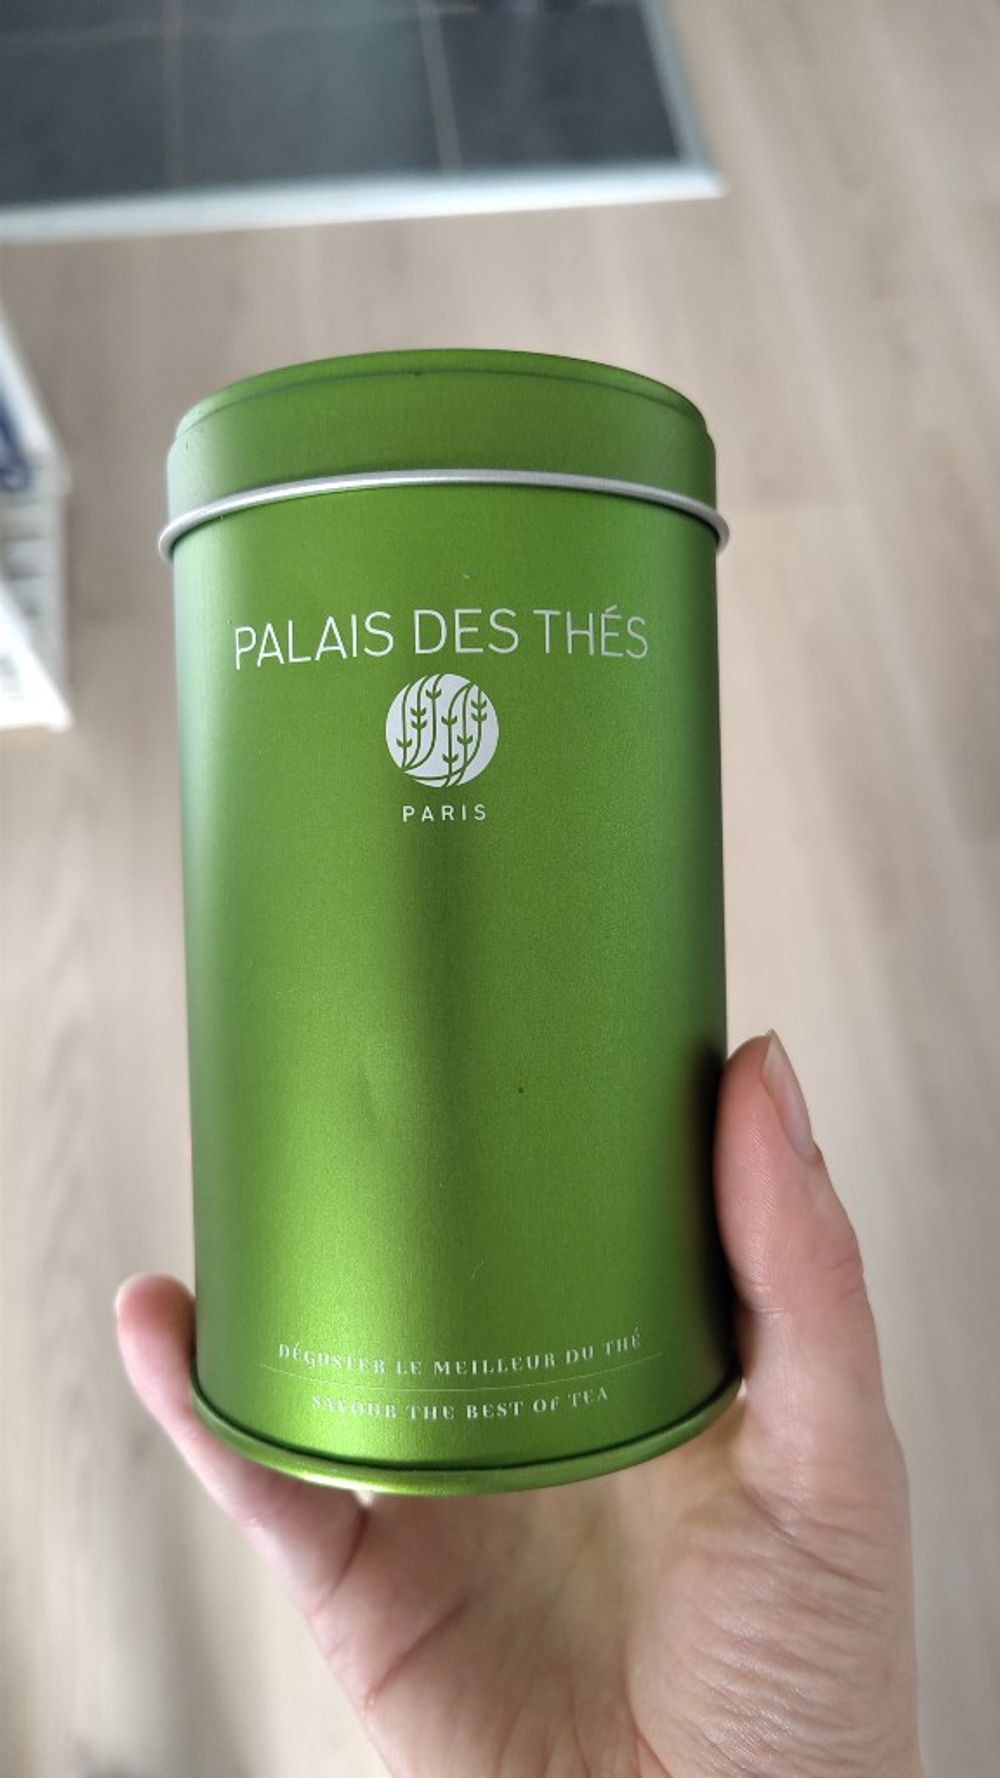 PALAIS DES THÉS
PARIS
DÉGUSTER LE MEILLEUR DU THÉ
SAVOUR THE BEST OF TEA